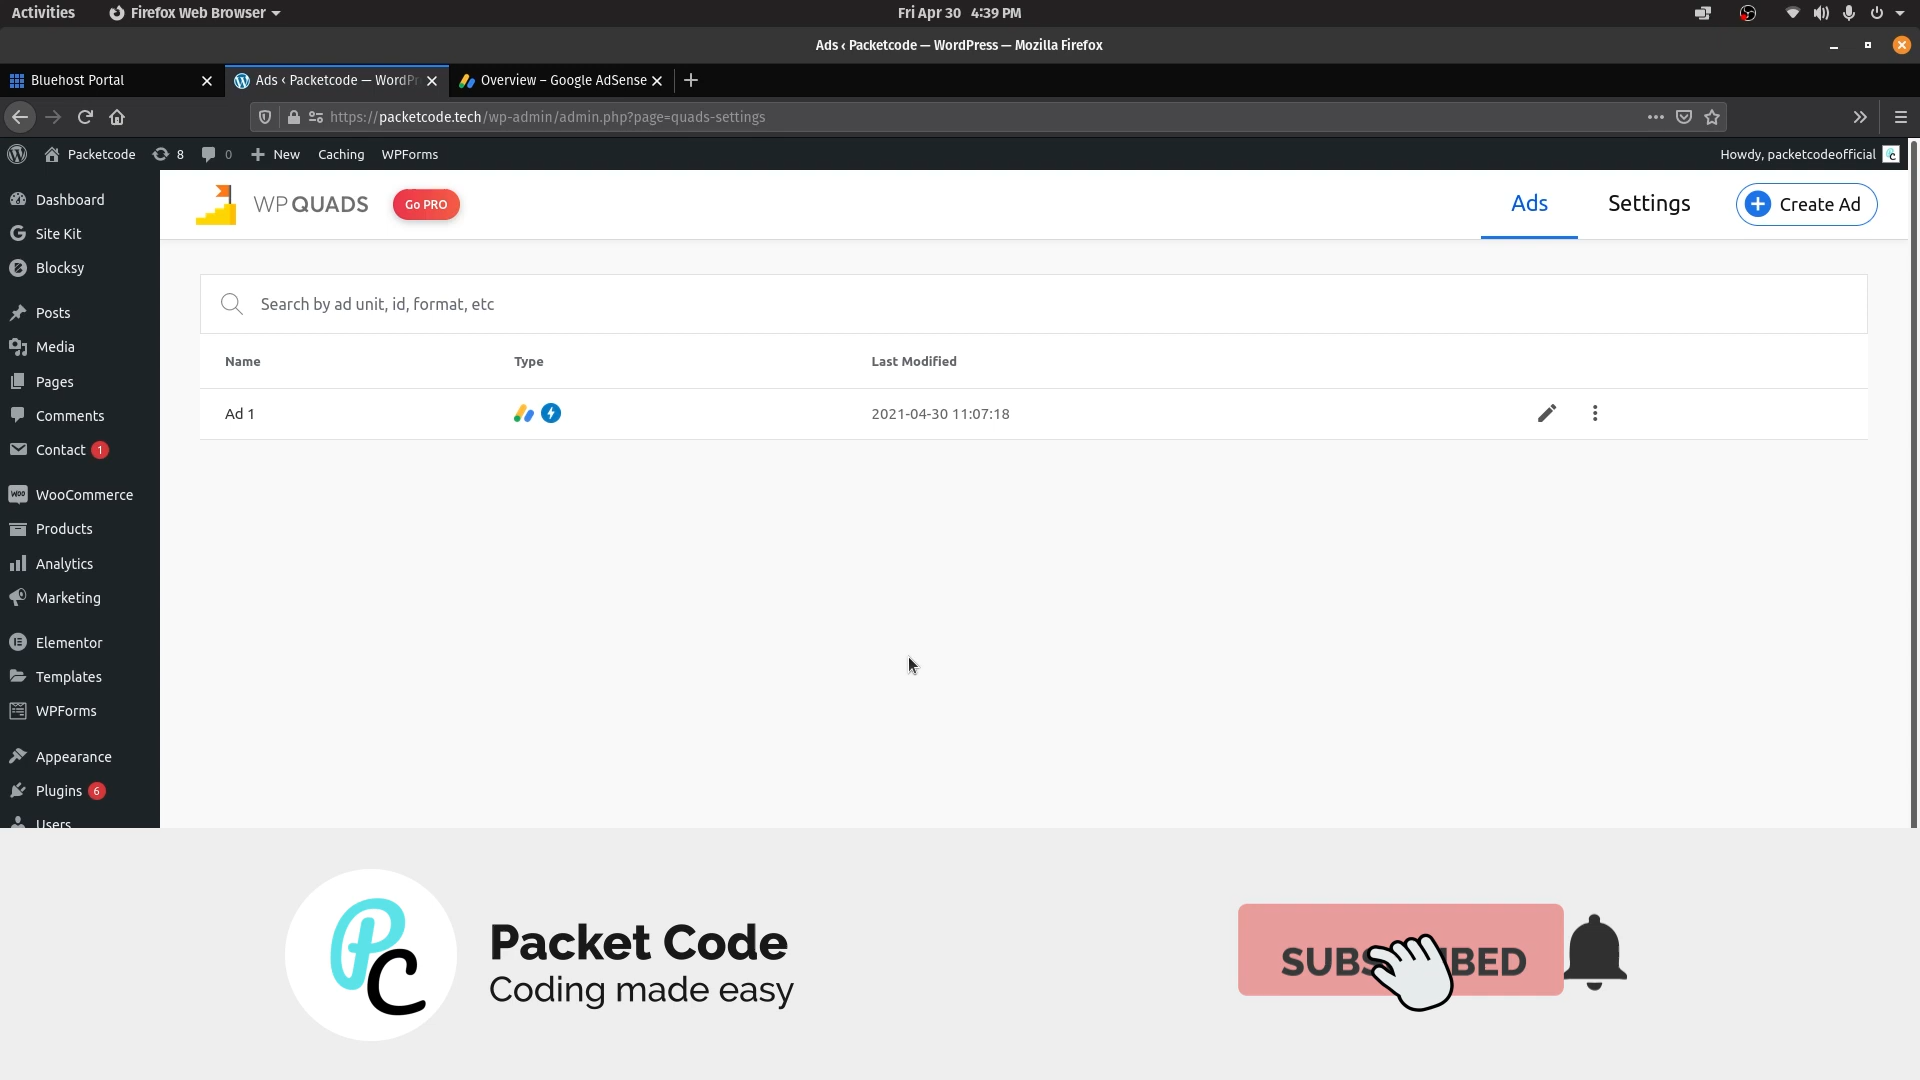 Activities
Firefox Web Browser
Fri Apr 30 4:39 PM
Ads ‹ Packetcode — WordPress — Mozilla Firefox
Bluehost Portal
Ads ‹ Packetcode — WordPr
Overview – Google AdSense
https://packetcode.tech/wp-admin/admin.php?page=quads-settings
Packetcode
8
0
New
Caching
WPForms
Howdy, packetcodeofficial
Dashboard
Site Kit
Blocksy
Posts
Media
Pages
Comments
Contact 1
WooCommerce
Products
Analytics
Marketing
Elementor
Templates
WPForms
Appearance
Plugins 6
Users
WP QUADS
Go PRO
Ads
Settings
Create Ad
Search by ad unit, id, format, etc
Name
Type
Last Modified
Ad 1
2021-04-30 11:07:18
PC
Packet Code
Coding made easy